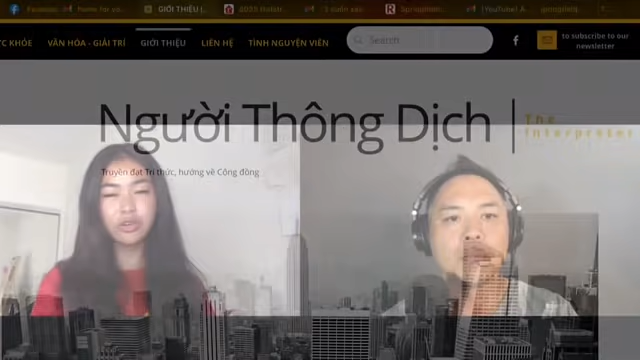 GIỚI THIỆU
TỨC KHỎE
VĂN HÓA - GIẢI TRÍ
GIỚI THIỆU
LIÊN HỆ
TÌNH NGUYỆN VIÊN
Search
to subscribe to our
newsletter
Người Thông Dịch
The
Interpreter
Truyền đạt Tri thức, hướng về Cộng đồng